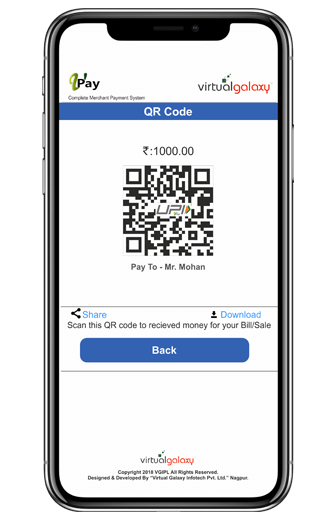 Pay
virtualgalaxy
Complete Merchant Payment System
QR Code
₹:1000.00
UPI
Pay To - Mr. Mohan
Share
Download
Scan this QR code to recieved money for your Bill/Sale
Back
virtualgalaxy
Copyright 2018 VGIPL All Rights Reserved.
Designed & Developed By "Virtual Galaxy Infotech Pvt. Ltd." Nagpur.